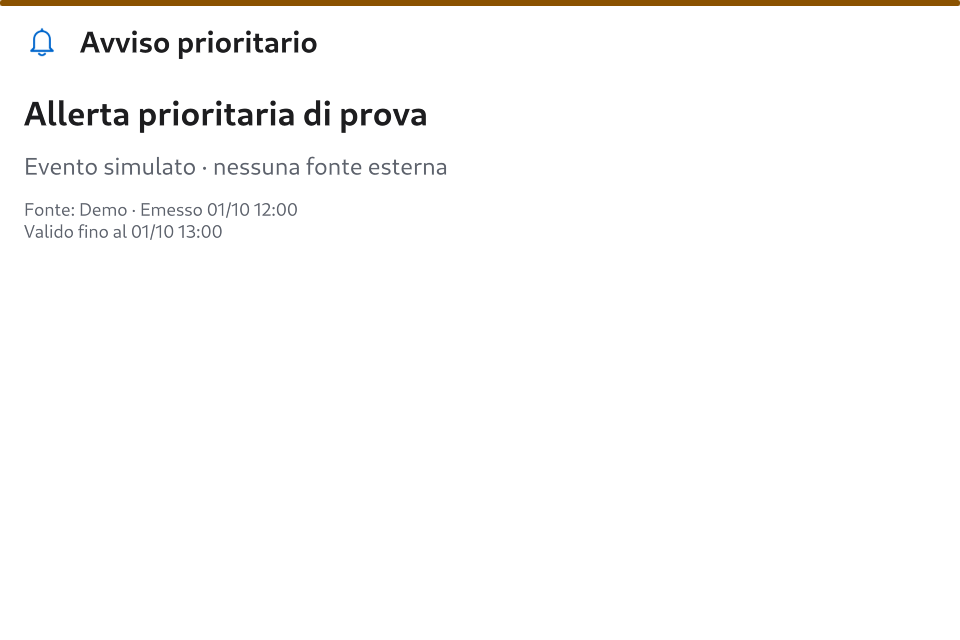 Avviso prioritario
Allerta prioritaria di prova
Evento simulato · nessuna fonte esterna
Fonte: Demo · Emesso 01/10 12:00
Valido fino al 01/10 13:00